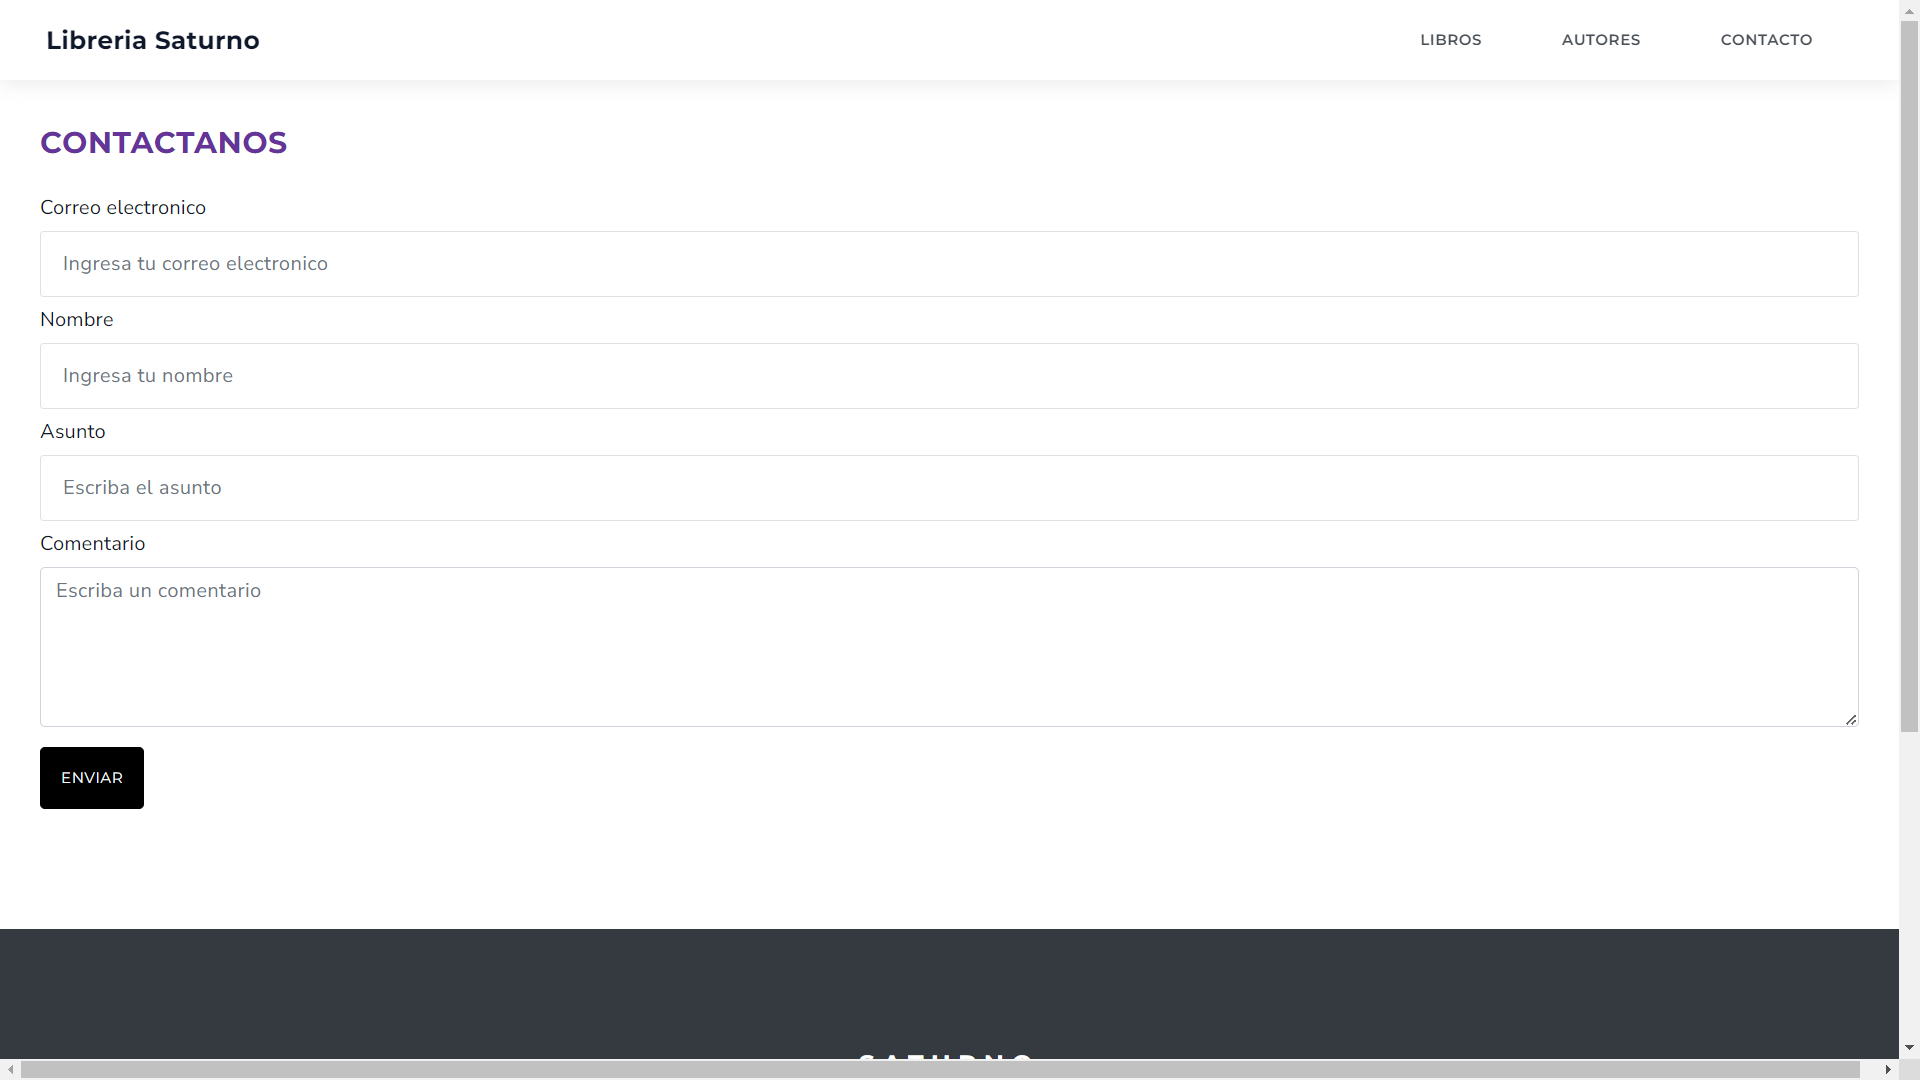 Libreria Saturno
LIBROS
AUTORES
CONTACTO
CONTACTANOS
Correo electronico
Ingresa tu correo electronico
Nombre
Ingresa tu nombre
Asunto
Escriba el asunto
Comentario
Escriba un comentario
ENVIAR
SATURNO